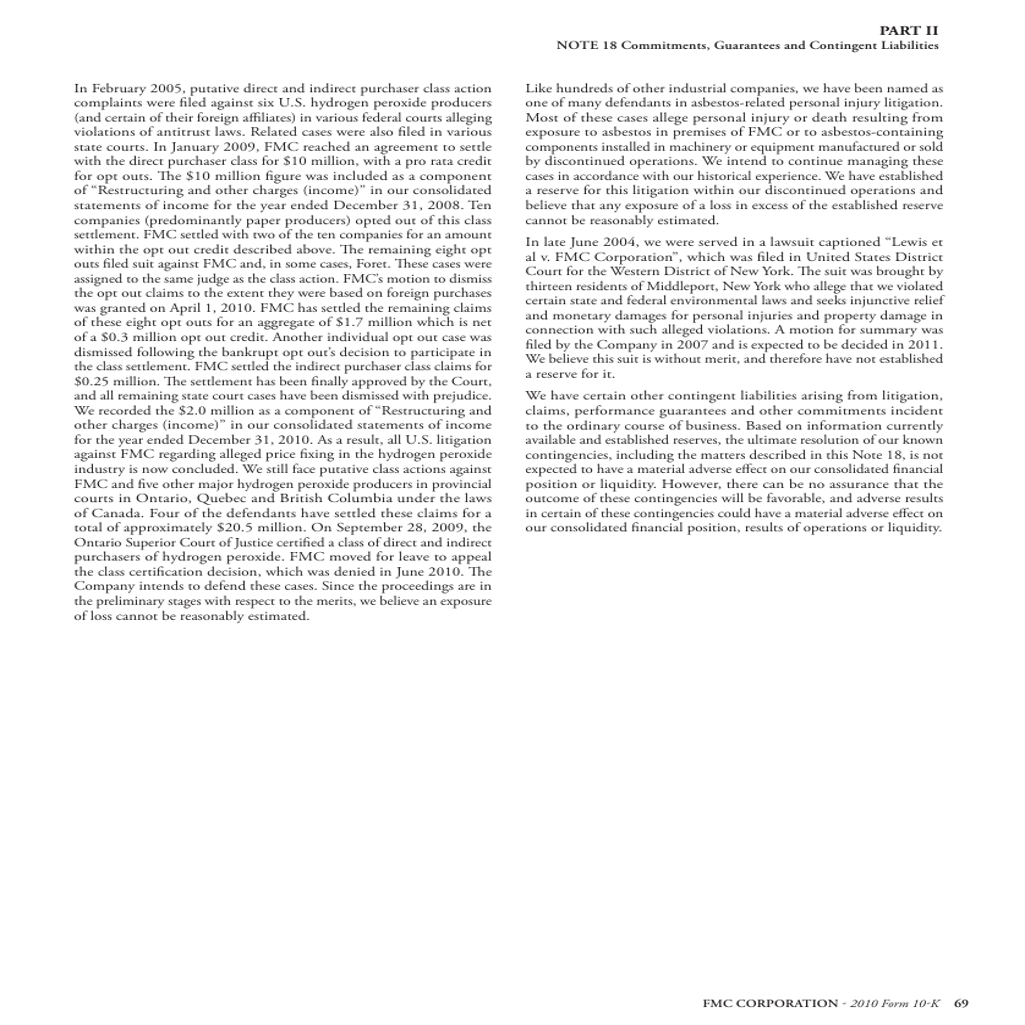 PART II
NOTE 18 Commitments, Guarantees and Contingent Liabilities
In February 2005, putative direct and indirect purchaser class action
complaints were filed against six U.S. hydrogen peroxide producers
(and certain of their foreign affiliates) in various federal courts alleging
violations of antitrust laws. Related cases were also filed in various
state courts. In January 2009, FMC reached an agreement to settle
with the direct purchaser class for $10 million, with a pro rata credit
for opt outs. The $10 million figure was included as a component
of “Restructuring and other charges (income)” in our consolidated
statements of income for the year ended December 31, 2008. Ten
companies (predominantly paper producers) opted out of this class
settlement. FMC settled with two of the ten companies for an amount
within the opt out credit described above. The remaining eight opt
outs filed suit against FMC and, in some cases, Foret. These cases were
assigned to the same judge as the class action. FMC’s motion to dismiss
the opt out claims to the extent they were based on foreign purchases
was granted on April 1, 2010. FMC has settled the remaining claims
of these eight opt outs for an aggregate of $1.7 million which is net
of a $0.3 million opt out credit. Another individual opt out case was
dismissed following the bankrupt opt out’s decision to participate in
the class settlement. FMC settled the indirect purchaser class claims for
$0.25 million. The settlement has been finally approved by the Court,
and all remaining state court cases have been dismissed with prejudice.
We recorded the $2.0 million as a component of “Restructuring and
other charges (income)” in our consolidated statements of income
for the year ended December 31, 2010. As a result, all U.S. litigation
against FMC regarding alleged price fixing in the hydrogen peroxide
industry is now concluded. We still face putative class actions against
FMC and five other major hydrogen peroxide producers in provincial
courts in Ontario, Quebec and British Columbia under the laws
of Canada. Four of the defendants have settled these claims for a
total of approximately $20.5 million. On September 28, 2009, the
Ontario Superior Court of Justice certified a class of direct and indirect
purchasers of hydrogen peroxide. FMC moved for leave to appeal
the class certification decision, which was denied in June 2010. The
Company intends to defend these cases. Since the proceedings are in
the preliminary stages with respect to the merits, we believe an exposure
of loss cannot be reasonably estimated.
Like hundreds of other industrial companies, we have been named as
one of many defendants in asbestos-related personal injury litigation.
Most of these cases allege personal injury or death resulting from
exposure to asbestos in premises of FMC or to asbestos-containing
components installed in machinery or equipment manufactured or sold
by discontinued operations. We intend to continue managing these
cases in accordance with our historical experience. We have established
a reserve for this litigation within our discontinued operations and
believe that any exposure of a loss in excess of the established reserve
cannot be reasonably estimated.
In late June 2004, we were served in a lawsuit captioned “Lewis et
al v. FMC Corporation”, which was filed in United States District
Court for the Western District of New York. The suit was brought by
thirteen residents of Middleport, New York who allege that we violated
certain state and federal environmental laws and seeks injunctive relief
and monetary damages for personal injuries and property damage in
connection with such alleged violations. A motion for summary was
filed by the Company in 2007 and is expected to be decided in 2011.
We believe this suit is without merit, and therefore have not established
a reserve for it.
We have certain other contingent liabilities arising from litigation,
claims, performance guarantees and other commitments incident
to the ordinary course of business. Based on information currently
available and established reserves, the ultimate resolution of our known
contingencies, including the matters described in this Note 18, is not
expected to have a material adverse effect on our consolidated financial
position or liquidity. However, there can be no assurance that the
outcome of these contingencies will be favorable, and adverse results
in certain of these contingencies could have a material adverse effect on
our consolidated financial position, results of operations or liquidity.
FMC CORPORATION - 2010 Form 10-K 69